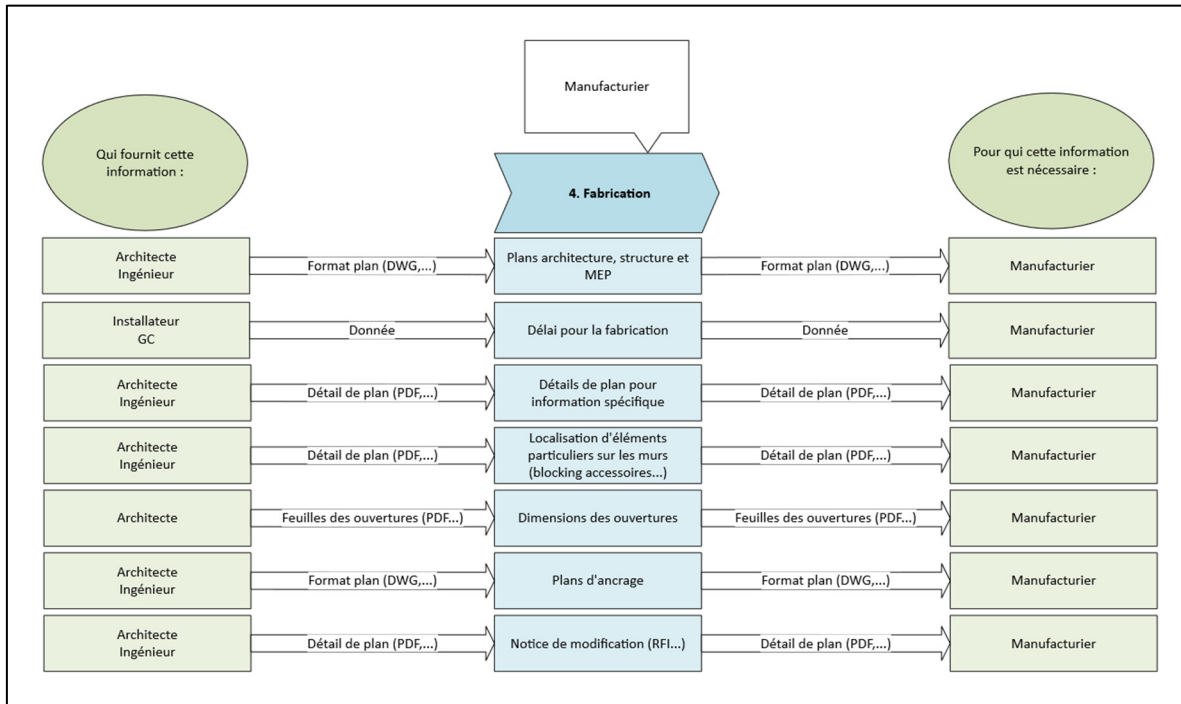 Manufacturier
Qui fournit cette
information :
4. Fabrication
Pour qui cette information
est nécessaire :
Architecte
Ingénieur
Format plan (DWG,...)
Plans architecture, structure et
MEP
Format plan (DWG,...)
Manufacturier
Installateur
GC
Donnée
Délai pour la fabrication
Donnée
Manufacturier
Architecte
Ingénieur
Détail de plan (PDF,...)
Détails de plan pour
information spécifique
Détail de plan (PDF,...)
Manufacturier
Architecte
Ingénieur
Détail de plan (PDF,...)
Localisation d'éléments
particuliers sur les murs
(blocking accessoires...)
Détail de plan (PDF,...)
Manufacturier
Architecte
Feuilles des ouvertures (PDF...)
Dimensions des ouvertures
Feuilles des ouvertures (PDF...)
Manufacturier
Architecte
Ingénieur
Format plan (DWG,...)
Plans d'ancrage
Format plan (DWG,...)
Manufacturier
Architecte
Ingénieur
Détail de plan (PDF,...)
Notice de modification (RFI...)
Détail de plan (PDF,...)
Manufacturier